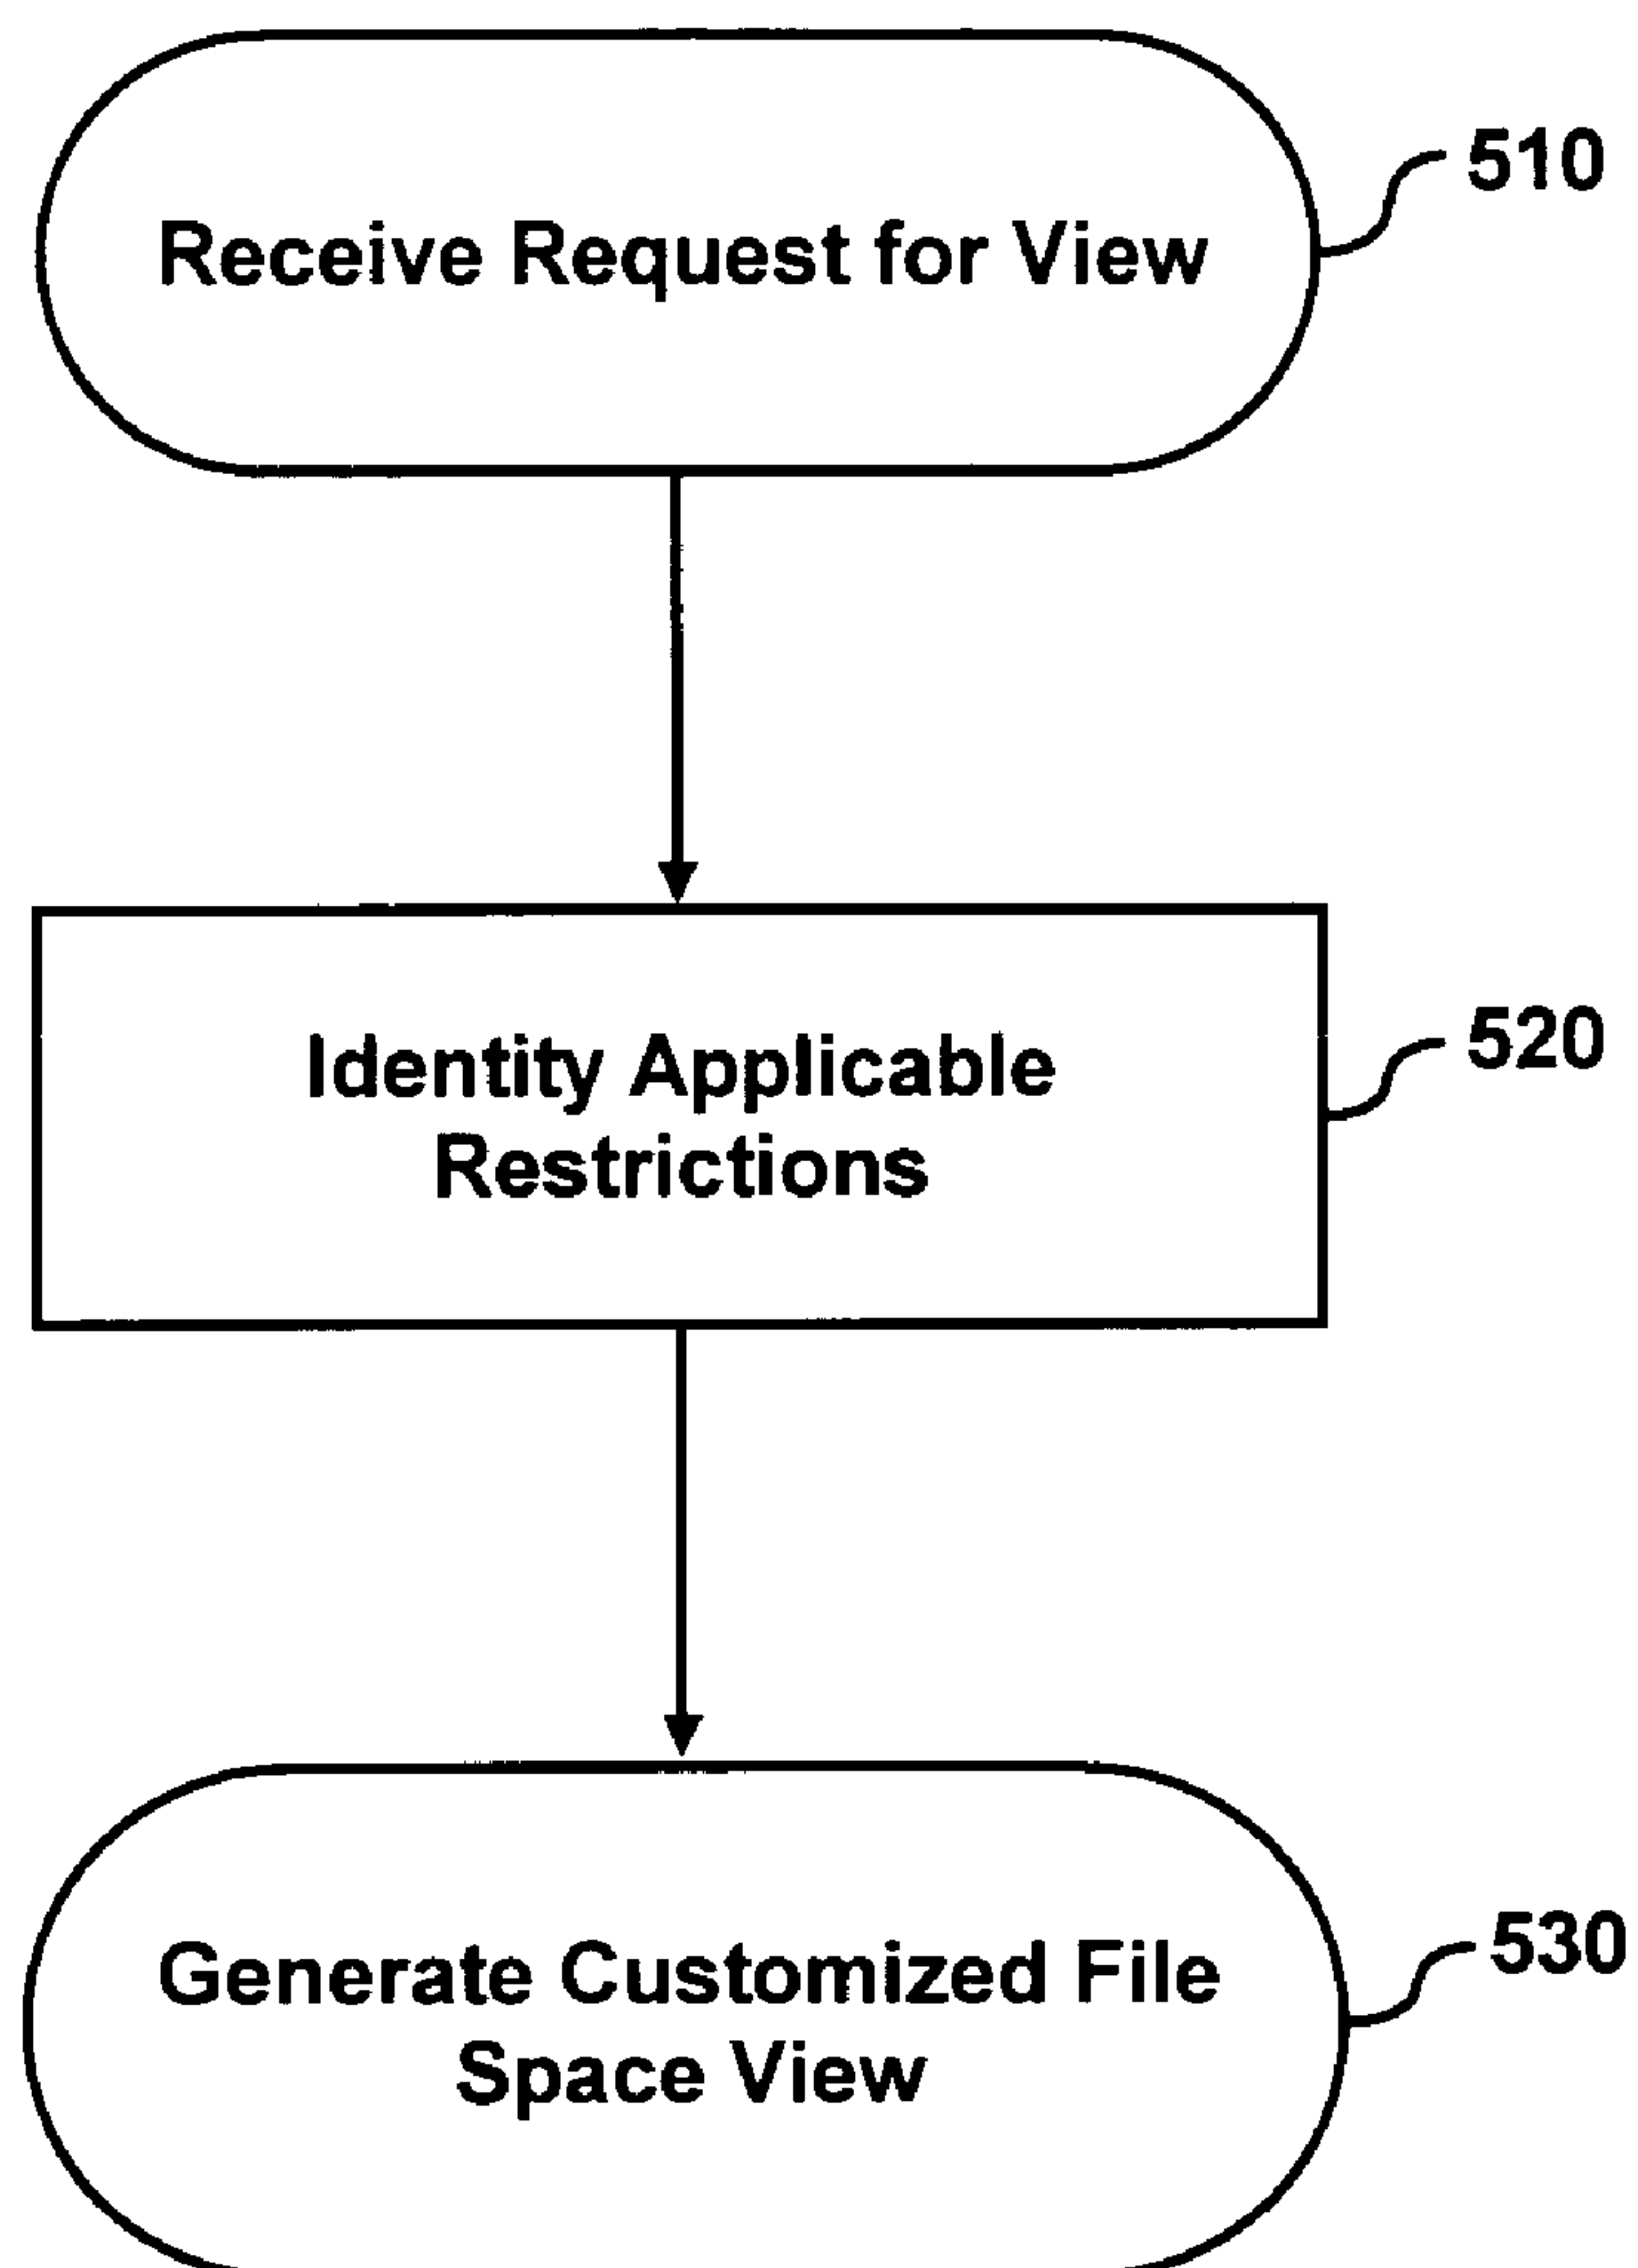 Receive Request for View
510
Identity Applicable
Restrictions
520
Generate Customized File
Space View
530